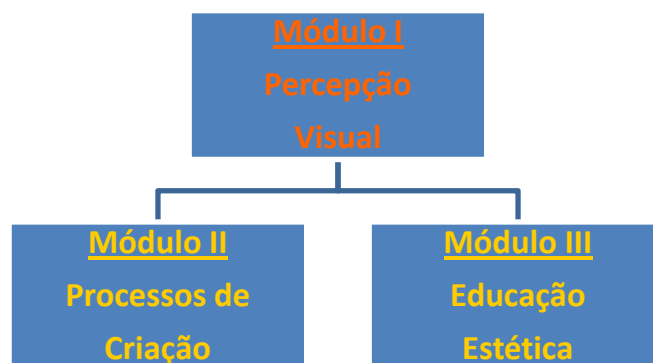 Módulo I
Percepção
Visual
Módulo II
Processos de
Criação
Módulo III
Educação
Estética